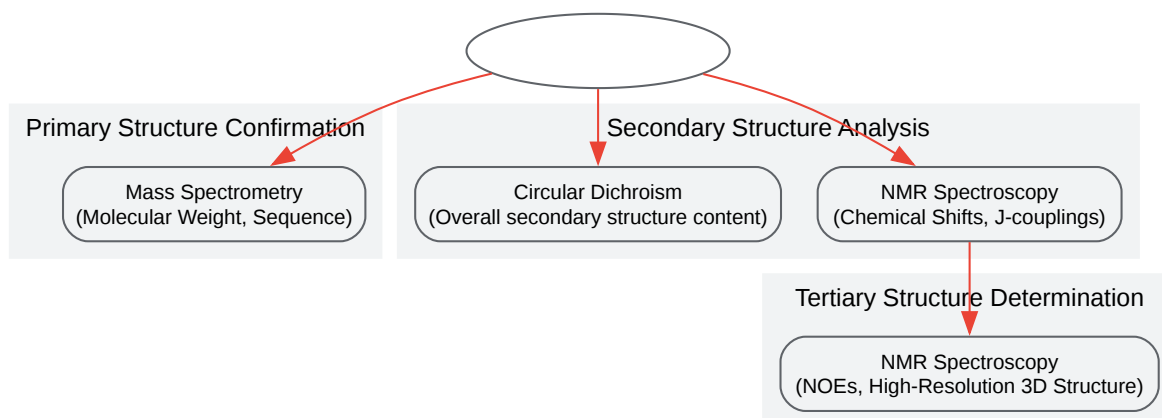 Primary Structure Confirmation
Secondary Structure Analysis
Mass Spectrometry
(Molecular Weight, Sequence)
Circular Dichroism
(Overall secondary structure content)
NMR Spectroscopy
(Chemical Shifts, J-couplings)
Tertiary Structure Determination
NMR Spectroscopy
(NOEs, High-Resolution 3D Structure)